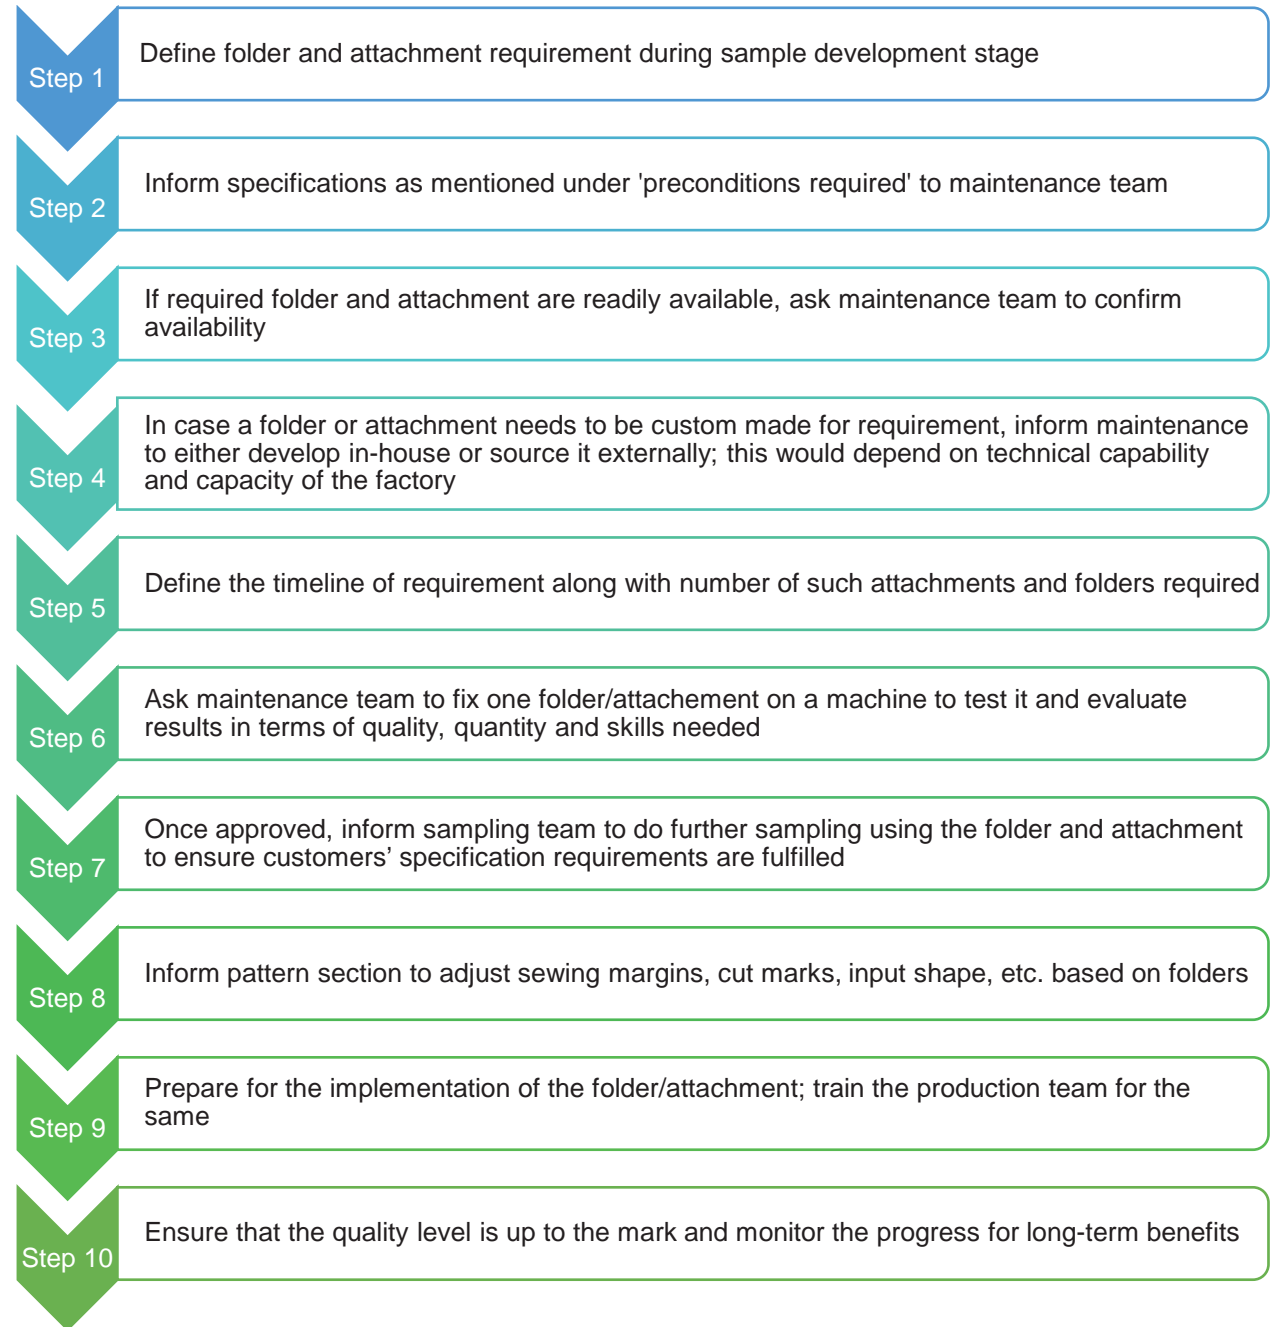 Step 1
Define folder and attachment requirement during sample development stage
Step 2
Inform specifications as mentioned under 'preconditions required' to maintenance team
Step 3
If required folder and attachment are readily available, ask maintenance team to confirm
availability
Step 4
In case a folder or attachment needs to be custom made for requirement, inform maintenance
to either develop in-house or source it externally; this would depend on technical capability
and capacity of the factory
Step 5
Define the timeline of requirement along with number of such attachments and folders required
Step 6
Ask maintenance team to fix one folder/attachement on a machine to test it and evaluate
results in terms of quality, quantity and skills needed
Step 7
Once approved, inform sampling team to do further sampling using the folder and attachment
to ensure customers’ specification requirements are fulfilled
Step 8
Inform pattern section to adjust sewing margins, cut marks, input shape, etc. based on folders
Step 9
Prepare for the implementation of the folder/attachment; train the production team for the
same
Step 10
Ensure that the quality level is up to the mark and monitor the progress for long-term benefits